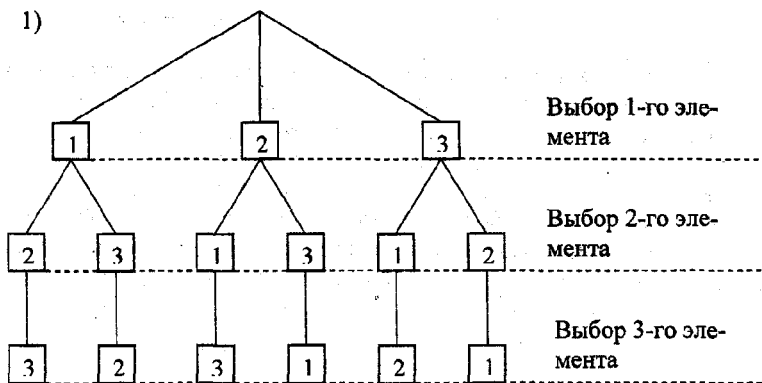 1)
Выбор 1-го эле-
мента
1 2 3
Выбор 2-го эле-
мента
2 3 1 3 1 2
Выбор 3-го эле-
мента
3 2 3 1 2 1